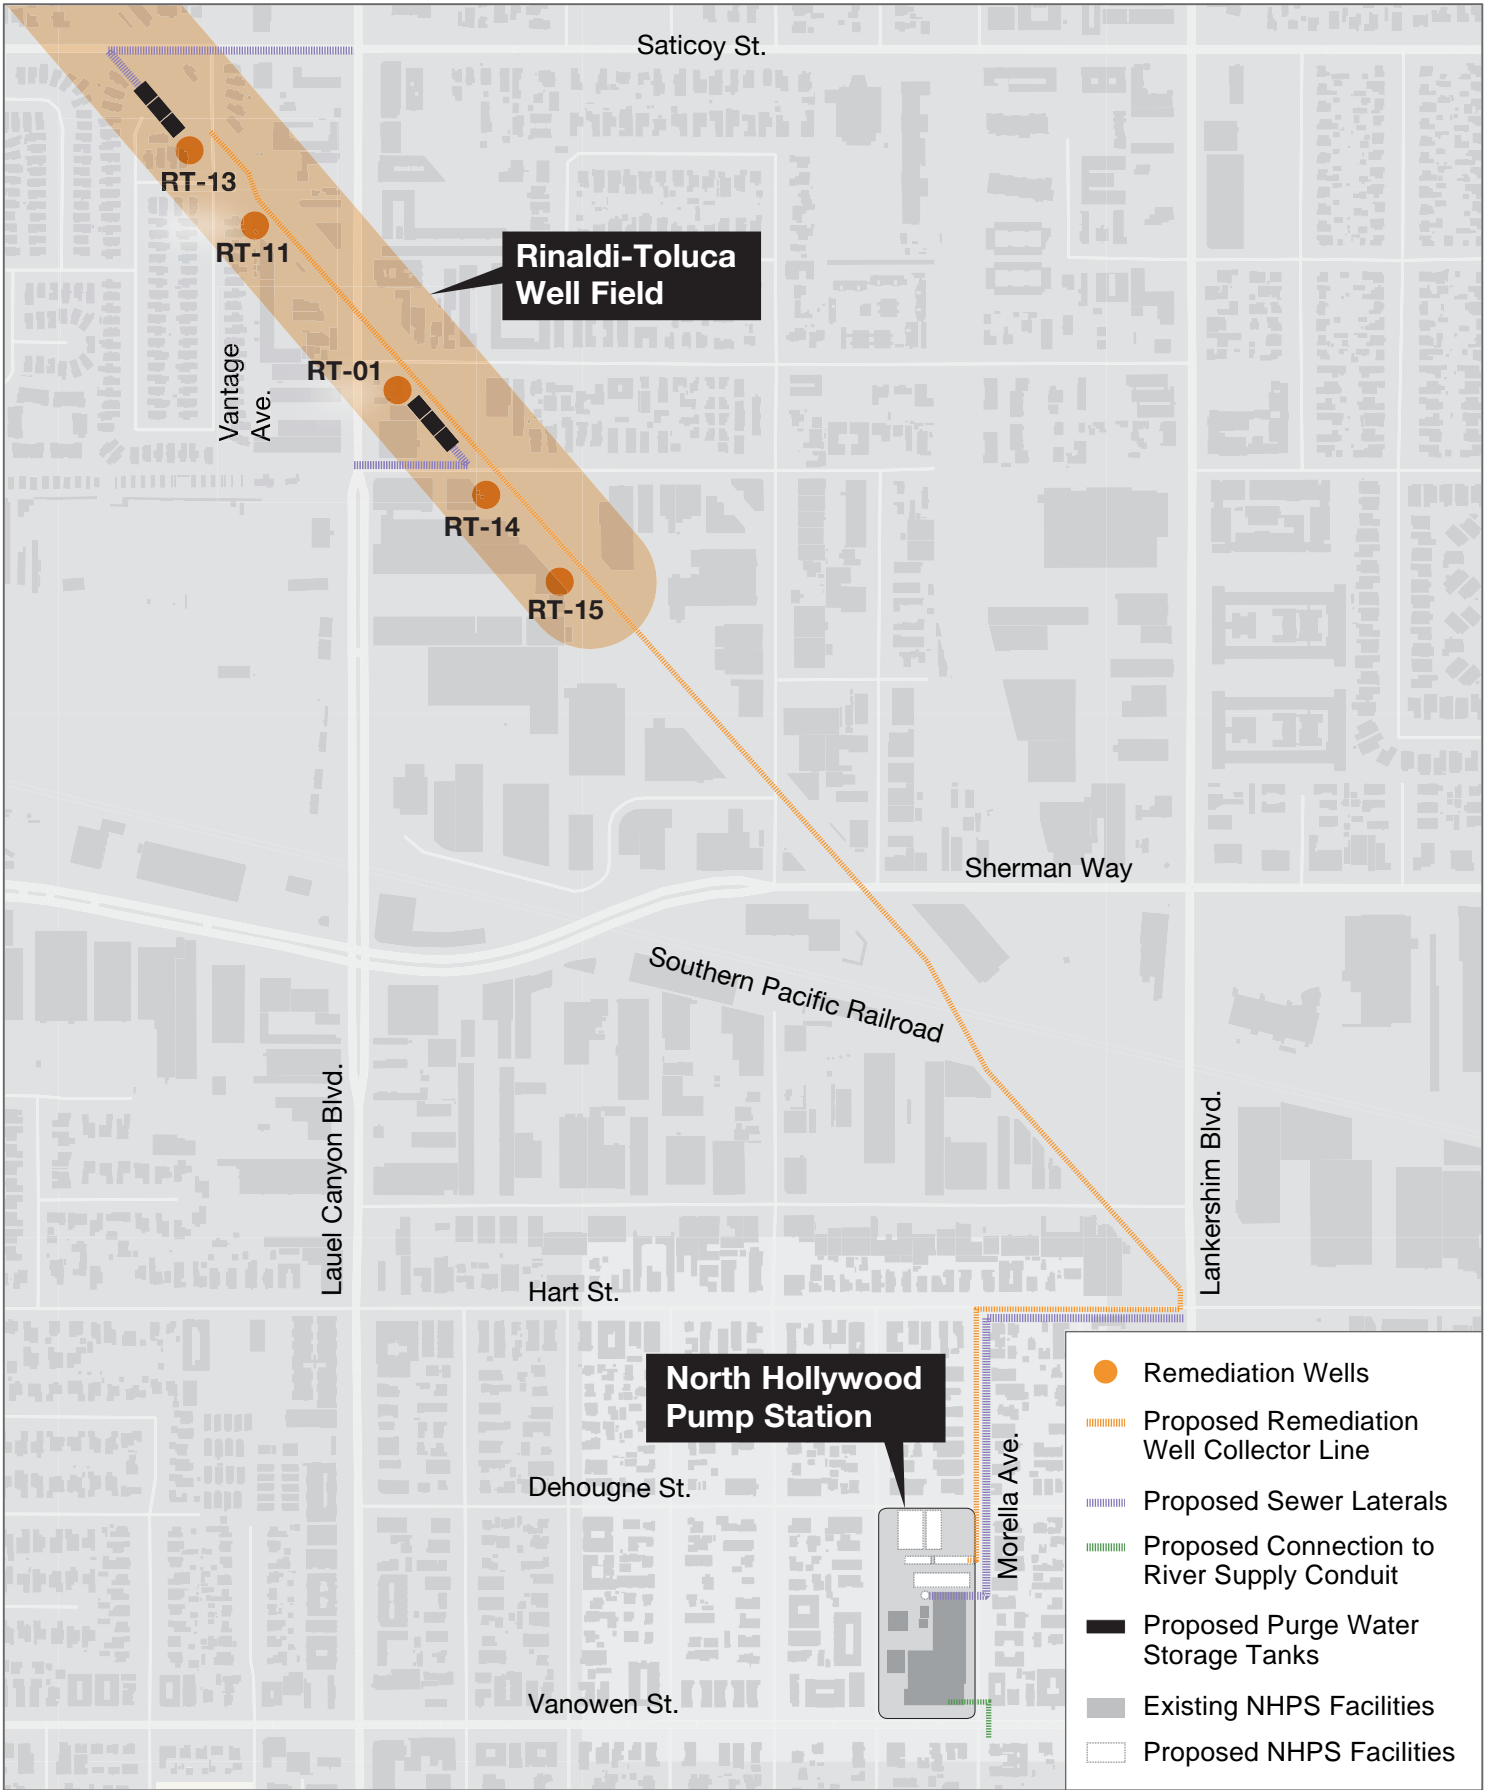 Saticoy St.
RT-13
RT-11
Rinaldi-Toluca
Well Field
Vantage
Ave.
RT-01
RT-14
RT-15
Sherman Way
Southern Pacific Railroad
Lauel Canyon Blvd.
Lankershim Blvd.
Hart St.
North Hollywood
Pump Station
Dehougne St.
Morella Ave.
Vanowen St.
Remediation Wells
Proposed Remediation
Well Collector Line
Proposed Sewer Laterals
Proposed Connection to
River Supply Conduit
Proposed Purge Water
Storage Tanks
Existing NHPS Facilities
Proposed NHPS Facilities